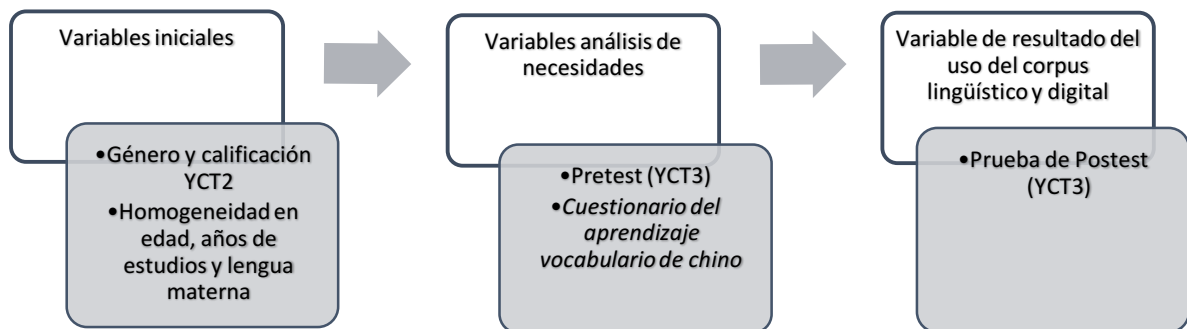 Variables iniciales
•Género y calificación
YCT2
•Homogeneidad en
edad, años de
estudios y lengua
materna
Variables análisis de
necesidades
•Pretest (YCT3)
•Cuestionario del
aprendizaje
vocabulario de chino
Variable de resultado del
uso del corpus
lingüístico y digital
•Prueba de Postest
(YCT3)